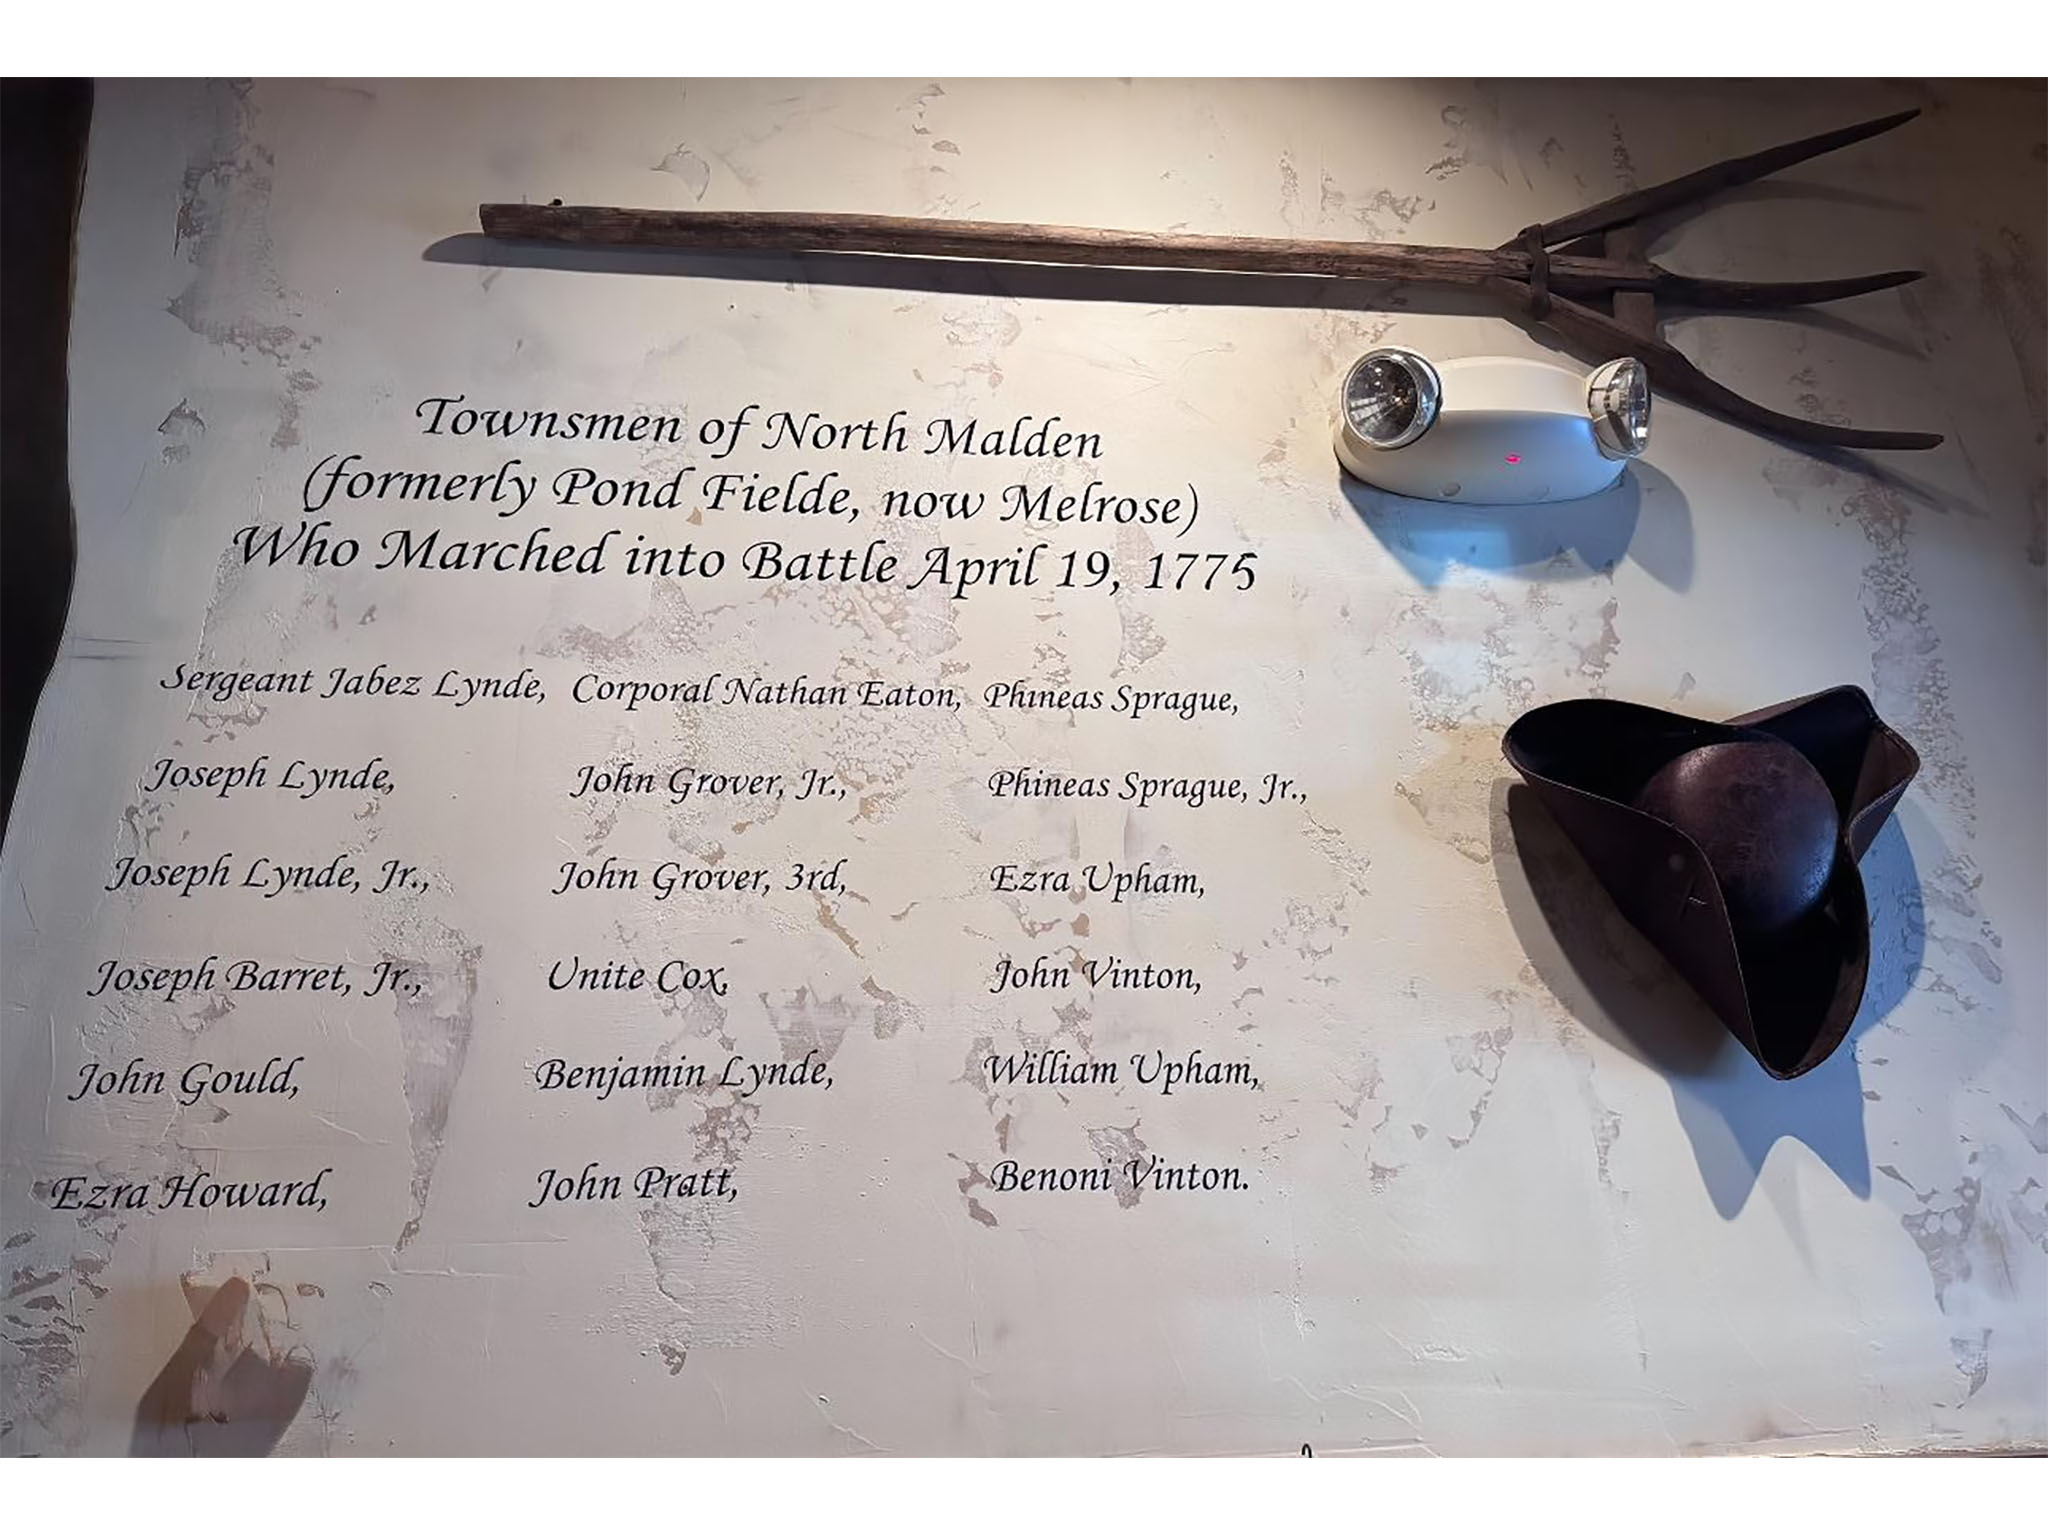 Townsmen of North Malden
(formerly Pond Fielde, now Melrose)
Who Marched into Battle April 19, 1775
Sergeant Jabez Lynde, Corporal Nathan Eaton, Phineas Sprague,
Joseph Lynde, John Grover, Jr., Phineas Sprague, Jr.,
Joseph Lynde, Jr., John Grover, 3rd, Ezra Upham,
Joseph Barret, Jr., Unite Cox, John Vinton,
John Gould, Benjamin Lynde, William Upham,
Ezra Howard, John Pratt, Benoni Vinton.